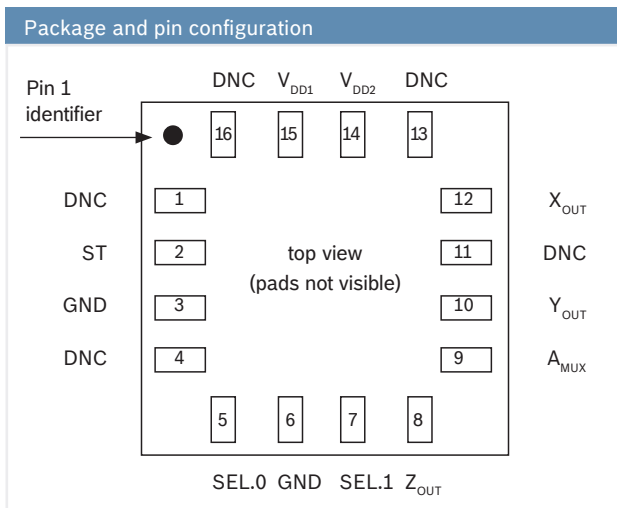 Package and pin configuration
Pin 1
identifier
DNC V_DD1 V_DD2 DNC
16 15 14 13
DNC 1 12 X_OUT
ST 2 11 DNC
top view
(pads not visible)
GND 3 10 Y_OUT
DNC 4 9 A_MUX
5 6 7 8
SEL.0 GND SEL.1 Z_OUT